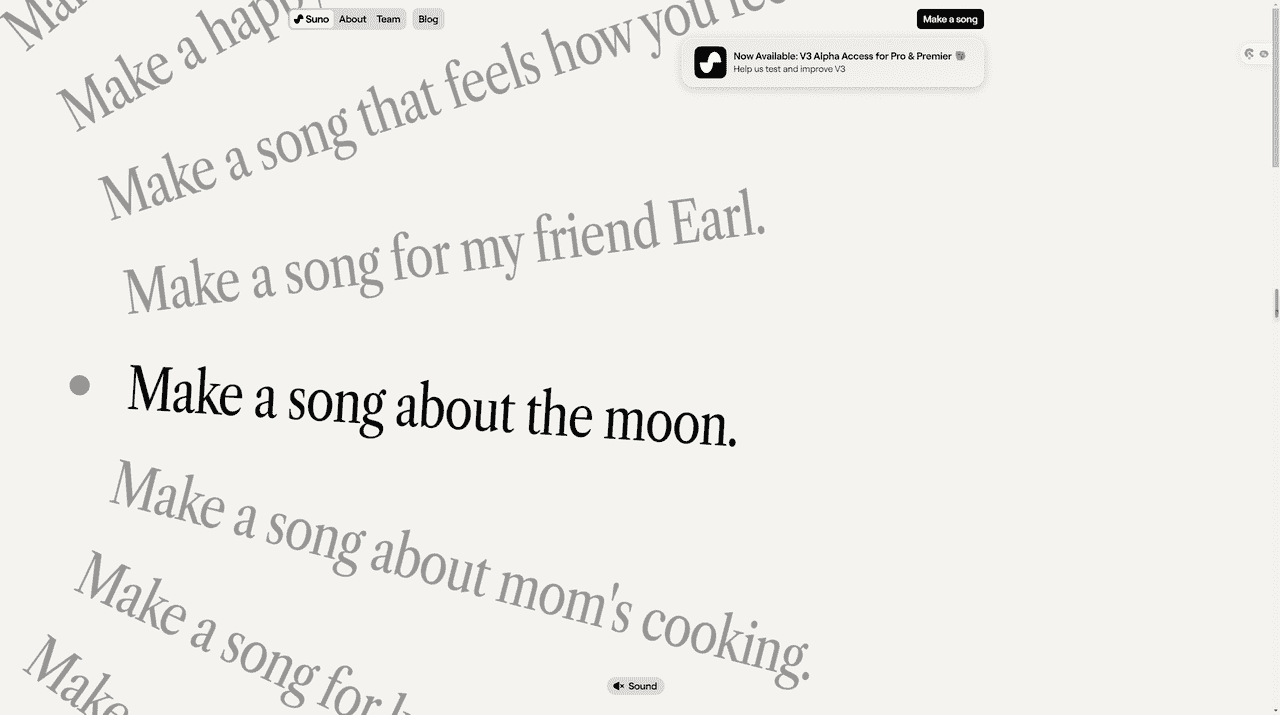 Suno About Team Blog
Make a song
Now Available: V3 Alpha Access for Pro & Premier
Help us test and improve V3
Make a happy
Make a song that feels how you
Make a song for my friend Earl.
Make a song about the moon.
Make a song about mom's cooking.
Make a song for
Make
Sound